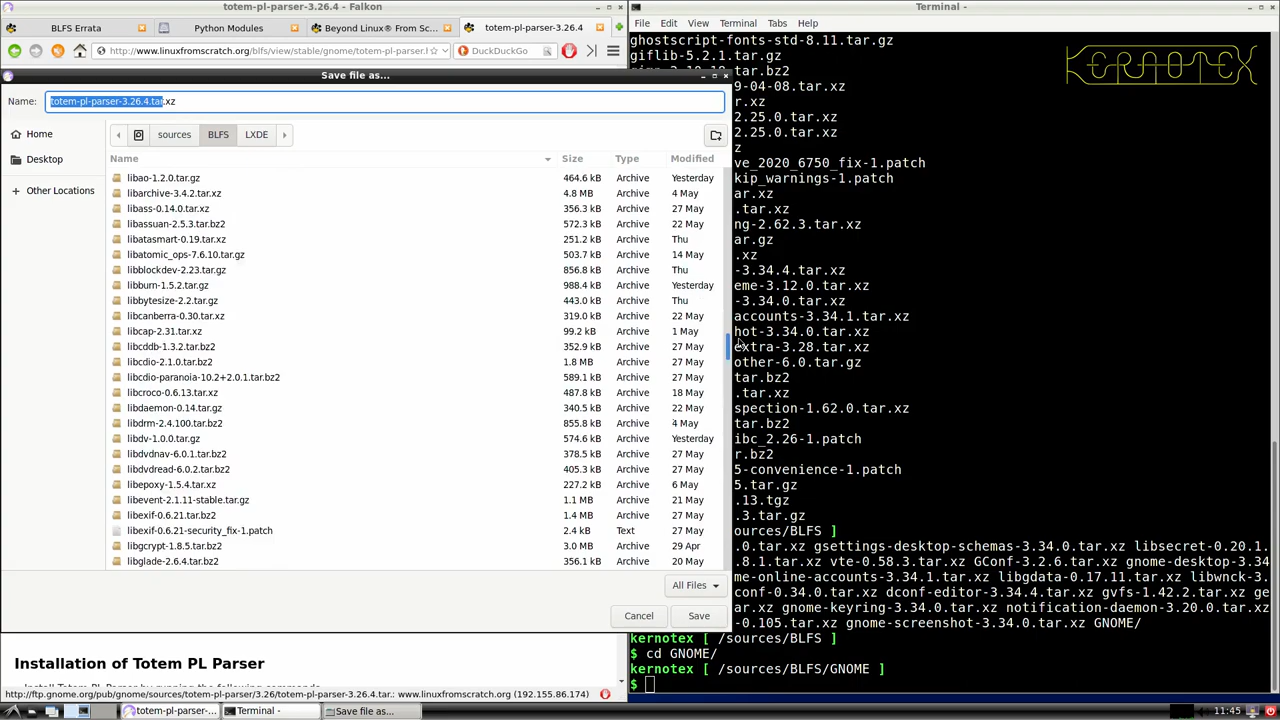 totem-pl-parser-3.26.4 - Falkon
BLFS Errata
Python Modules
Beyond Linux® From Sc...
totem-pl-parser-3.26.4
http://www.linuxfromscratch.org/blfs/view/stable/gnome/totem-pl-parser.l
DuckDuckGo
Save file as...
Name:
totem-pl-parser-3.26.4.tar.xz
Home
Desktop
Other Locations
sources
BLFS
LXDE
Name Size Type Modified
libao-1.2.0.tar.gz 464.6 kB Archive Yesterday
libarchive-3.4.2.tar.xz 4.8 MB Archive 4 May
libass-0.14.0.tar.xz 356.3 kB Archive 27 May
libassuan-2.5.3.tar.bz2 572.3 kB Archive 22 May
libatasmart-0.19.tar.xz 251.2 kB Archive Thu
libatomic_ops-7.6.10.tar.gz 503.7 kB Archive 14 May
libblockdev-2.23.tar.gz 856.8 kB Archive Thu
libburn-1.5.2.tar.gz 988.4 kB Archive Yesterday
libbytesize-2.2.tar.gz 443.0 kB Archive Thu
libcanberra-0.30.tar.xz 319.0 kB Archive 22 May
libcap-2.31.tar.xz 99.2 kB Archive 1 May
libcddb-1.3.2.tar.bz2 352.9 kB Archive 27 May
libcdio-2.1.0.tar.bz2 1.8 MB Archive 27 May
libcdio-paranoia-10.2+2.0.1.tar.bz2 589.1 kB Archive 27 May
libcroco-0.6.13.tar.xz 487.8 kB Archive 18 May
libdaemon-0.14.tar.gz 340.5 kB Archive 22 May
libdrm-2.4.100.tar.bz2 855.8 kB Archive 4 May
libdv-1.0.0.tar.gz 574.6 kB Archive Yesterday
libdvdnav-6.0.1.tar.bz2 378.5 kB Archive 27 May
libdvdread-6.0.2.tar.bz2 405.3 kB Archive 27 May
libepoxy-1.5.4.tar.xz 227.2 kB Archive 6 May
libevent-2.1.11-stable.tar.gz 1.1 MB Archive 21 May
libexif-0.6.21.tar.bz2 1.4 MB Archive 27 May
libexif-0.6.21-security_fix-1.patch 2.4 kB Text 27 May
libgcrypt-1.8.5.tar.bz2 3.0 MB Archive 29 Apr
libglade-2.6.4.tar.bz2 356.1 kB Archive 20 May
All Files
Cancel
Save
Installation of Totem PL Parser
http://ftp.gnome.org/pub/gnome/sources/totem-pl-parser/3.26/totem-pl-parser-3.26.4.tar.: www.linuxfromscratch.org (192.155.86.174)
Terminal -
File Edit View Terminal Tabs Help
KERNOTEX
ghostscript-fonts-std-8.11.tar.gz
giflib-5.2.1.tar.gz
.tar.bz2
9-04-08.tar.xz
r.xz
2.25.0.tar.xz
2.25.0.tar.xz
z
ve_2020_6750_fix-1.patch
kip_warnings-1.patch
ar.xz
.tar.xz
ng-2.62.3.tar.xz
ar.gz
.xz
-3.34.4.tar.xz
eme-3.12.0.tar.xz
-3.34.0.tar.xz
accounts-3.34.1.tar.xz
hot-3.34.0.tar.xz
extra-3.28.tar.xz
other-6.0.tar.gz
tar.bz2
.tar.xz
spection-1.62.0.tar.xz
tar.bz2
ibc_2.26-1.patch
r.bz2
5-convenience-1.patch
5.tar.gz
.13.tgz
.3.tar.gz
ources/BLFS ]
.0.tar.xz gsettings-desktop-schemas-3.34.0.tar.xz libsecret-0.20.1.
.8.1.tar.xz vte-0.58.3.tar.xz GConf-3.2.6.tar.xz gnome-desktop-3.34
me-online-accounts-3.34.1.tar.xz libgdata-0.17.11.tar.xz libwnck-3.
conf-0.34.0.tar.xz dconf-editor-3.34.4.tar.xz gvfs-1.42.2.tar.xz ge
ar.xz gnome-keyring-3.34.0.tar.xz notification-daemon-3.20.0.tar.xz
-0.105.tar.xz gnome-screenshot-3.34.0.tar.xz GNOME/
kernotex [ /sources/BLFS ]
$ cd GNOME/
kernotex [ /sources/BLFS/GNOME ]
$
totem-pl-parser-...
Terminal -
Save file as...
11:45